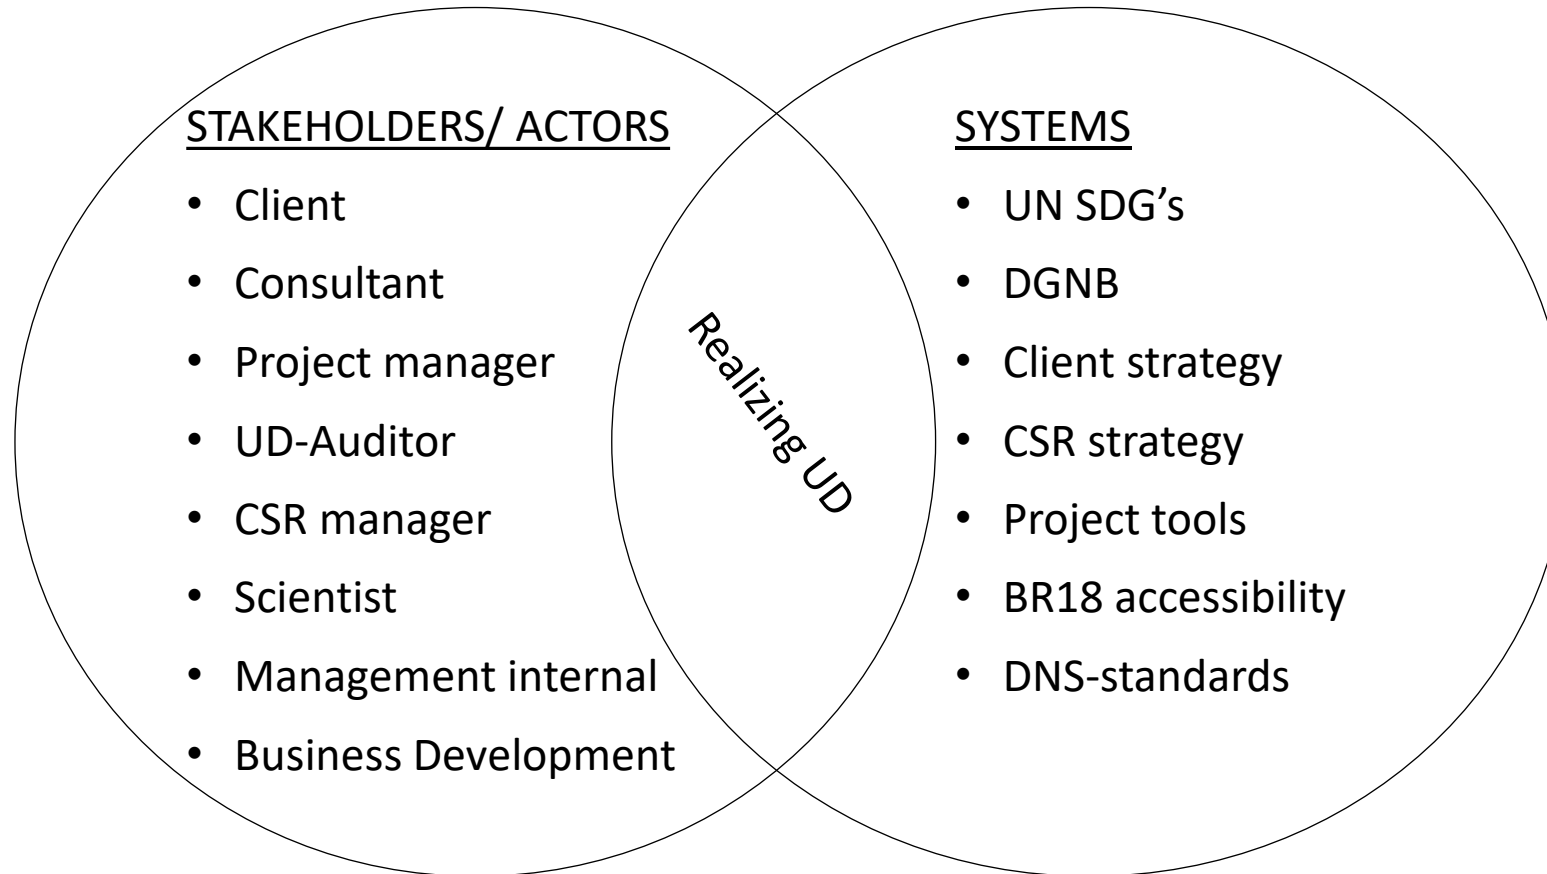 STAKEHOLDERS/ ACTORS
• Client
• Consultant
• Project manager
• UD-Auditor
• CSR manager
• Scientist
• Management internal
• Business Development
Realizing UD
SYSTEMS
• UN SDG’s
• DGNB
• Client strategy
• CSR strategy
• Project tools
• BR18 accessibility
• DNS-standards